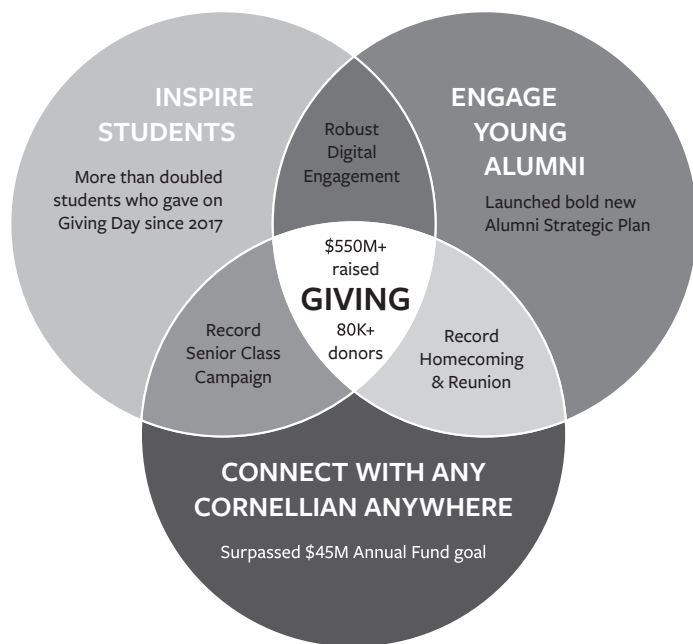 INSPIRE
STUDENTS
More than doubled
students who gave on
Giving Day since 2017
Robust
Digital
Engagement
ENGAGE
YOUNG
ALUMNI
Launched bold new
Alumni Strategic Plan
$550M+
raised
GIVING
80K+
donors
Record
Senior Class
Campaign
Record
Homecoming
& Reunion
CONNECT WITH ANY
CORNELLIAN ANYWHERE
Surpassed $45M Annual Fund goal